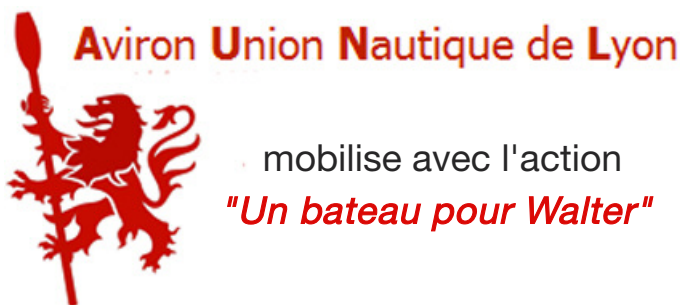 Aviron Union Nautique de Lyon
mobilise avec l'action
"Un bateau pour Walter"